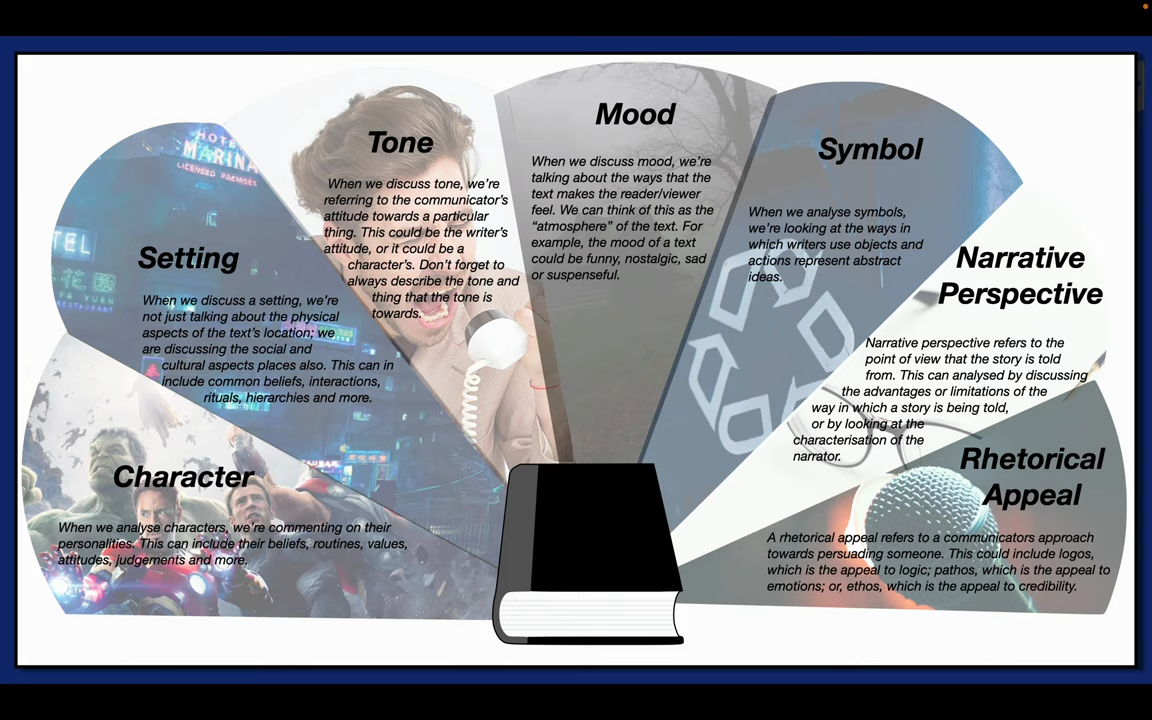 Character
When we analyse characters, we’re commenting on their
personalities. This can include their beliefs, routines, values,
attitudes, judgements and more.
HOTEL
MARINA
LICENSED PREMISES
TEL
花園
FA YUEN
RESTAURANT
Setting
When we discuss a setting, we’re
not just talking about the physical
aspects of the text’s location; we
are discussing the social and
cultural aspects places also. This can in
include common beliefs, interactions,
rituals, hierarchies and more.
Tone
When we discuss tone, we’re
referring to the communicator’s
attitude towards a particular
thing. This could be the writer’s
attitude, or it could be a
character’s. Don’t forget to
always describe the tone and
thing that the tone is
towards.
Mood
When we discuss mood, we’re
talking about the ways that the
text makes the reader/viewer
feel. We can think of this as the
“atmosphere” of the text. For
example, the mood of a text
could be funny, nostalgic, sad
or suspenseful.
Symbol
When we analyse symbols,
we’re looking at the ways in
which writers use objects and
actions represent abstract
ideas.
Narrative
Perspective
Narrative perspective refers to the
point of view that the story is told
from. This can analysed by discussing
the advantages or limitations of the
way in which a story is being told,
or by looking at the
characterisation of the
narrator.
Rhetorical
Appeal
A rhetorical appeal refers to a communicators approach
towards persuading someone. This could include logos,
which is the appeal to logic; pathos, which is the appeal to
emotions; or, ethos, which is the appeal to credibility.